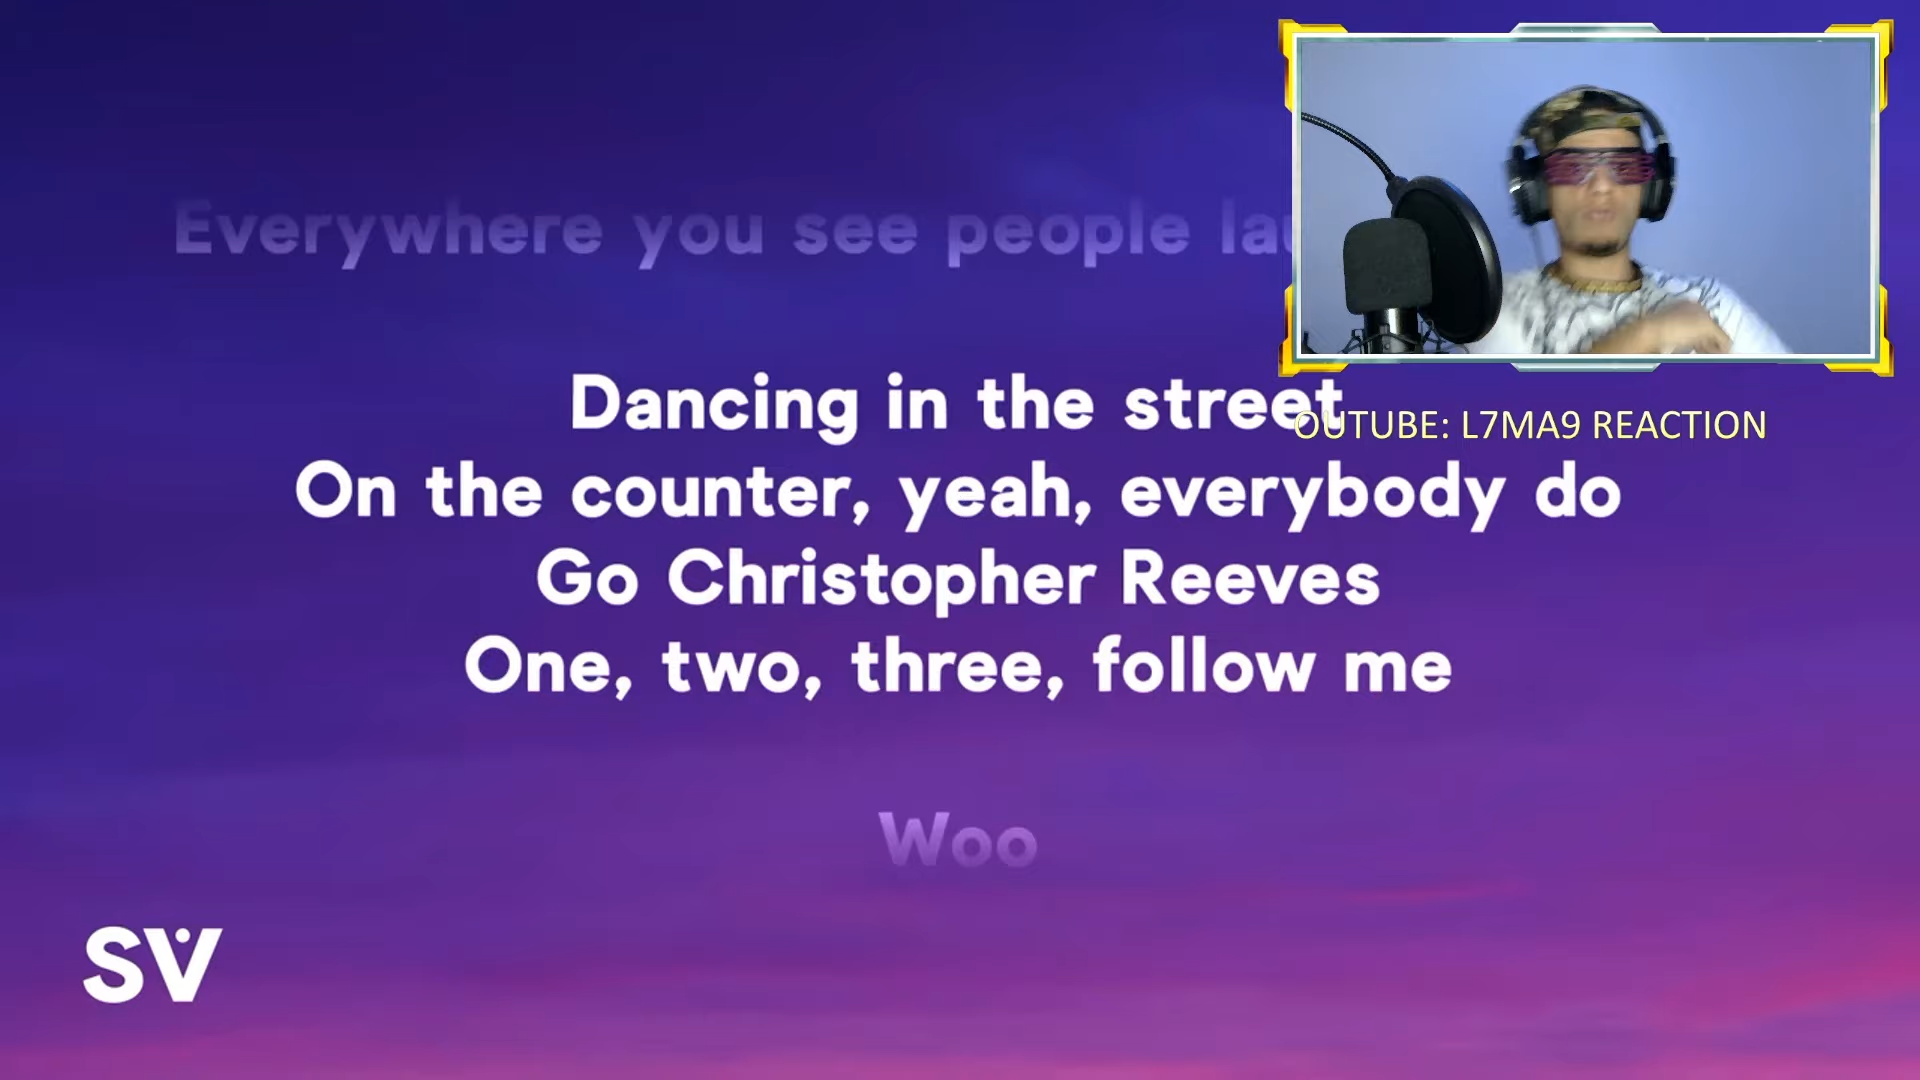 Everywhere you see people
Dancing in the street
On the counter, yeah, everybody do
Go Christopher Reeves
One, two, three, follow me
Woo
OUTUBE: L7MA9 REACTION
SV